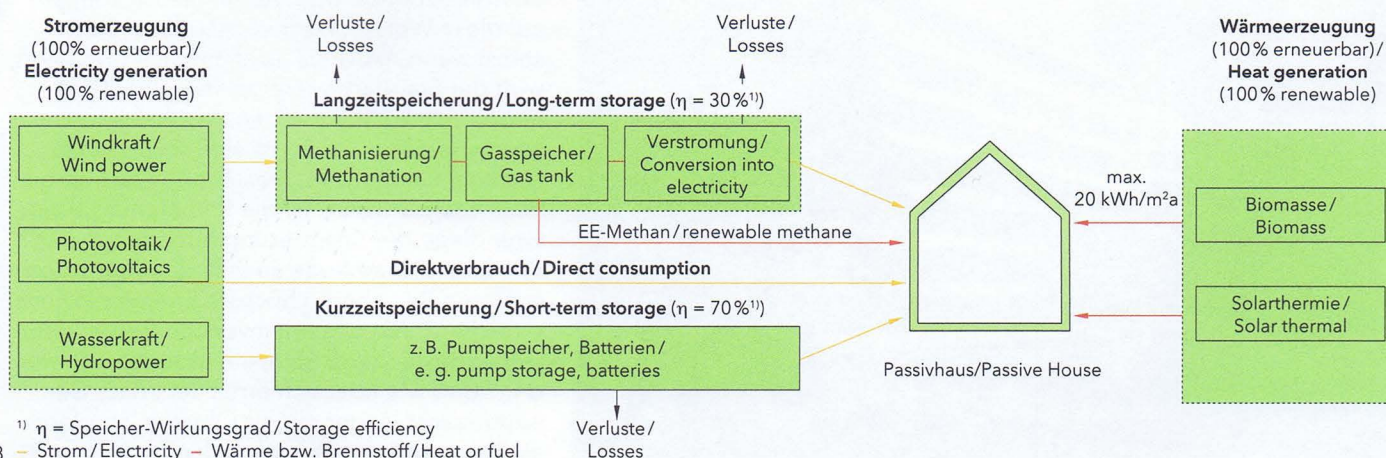 Stromerzeugung
(100% erneuerbar)/
Electricity generation
(100% renewable)
Windkraft/
Wind power
Photovoltaik/
Photovoltaics
Wasserkraft/
Hydropower
Verluste/
Losses
Verluste/
Losses
Langzeitspeicherung/Long-term storage (η = 30%¹⁾)
Methanisierung/
Methanation
Gasspeicher/
Gas tank
Verstromung/
Conversion into
electricity
EE-Methan/renewable methane
Direktverbrauch/Direct consumption
Kurzzeitspeicherung/Short-term storage (η = 70%¹⁾)
z.B. Pumpspeicher, Batterien/
e. g. pump storage, batteries
Verluste/
Losses
Passivhaus/Passive House
max.
20 kWh/m²a
Wärmeerzeugung
(100% erneuerbar)/
Heat generation
(100% renewable)
Biomasse/
Biomass
Solarthermie/
Solar thermal
¹⁾ η = Speicher-Wirkungsgrad/Storage efficiency
Strom/Electricity – Wärme bzw. Brennstoff/Heat or fuel